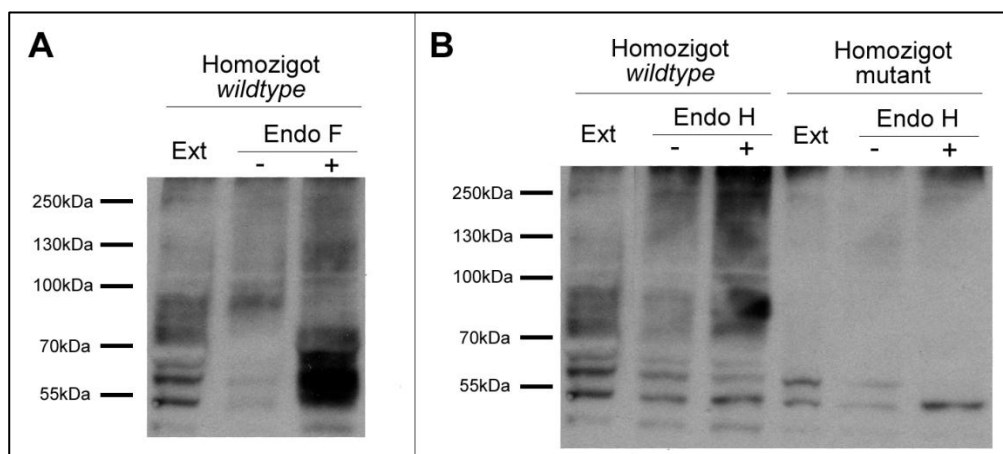 A
Homozigot
wildtype
Ext
Endo F
-
+
250kDa
130kDa
100kDa
70kDa
55kDa
B
Homozigot
wildtype
Homozigot
mutant
Ext
Endo H
-
+
Ext
Endo H
-
+
250kDa
130kDa
100kDa
70kDa
55kDa